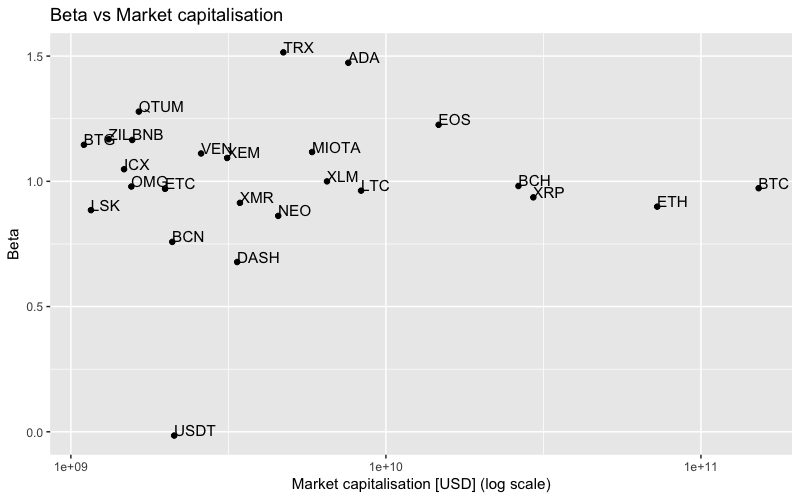 Beta vs Market capitalisation
TRX
ADA
QTUM
EOS
BTG
ZIL
BNB
VEN
XEM
MIOTA
ICX
OMG
ETC
XLM
LTC
BCH
XRP
BTC
ETH
LSK
XMR
NEO
BCN
DASH
USDT
1.5
1.0
0.5
0.0
Beta
1e+09
1e+10
1e+11
Market capitalisation [USD] (log scale)